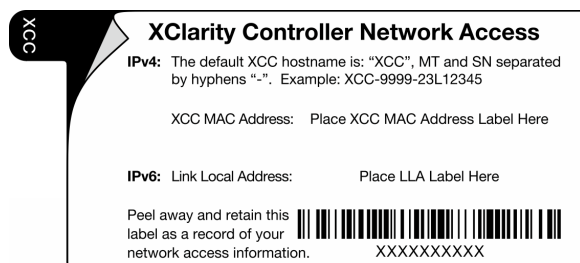 XCC
XClarity Controller Network Access
IPv4: The default XCC hostname is: “XCC”, MT and SN separated
by hyphens “-”. Example: XCC-9999-23L12345
XCC MAC Address: Place XCC MAC Address Label Here
IPv6: Link Local Address: Place LLA Label Here
Peel away and retain this
label as a record of your
network access information.
XXXXXXXXXX